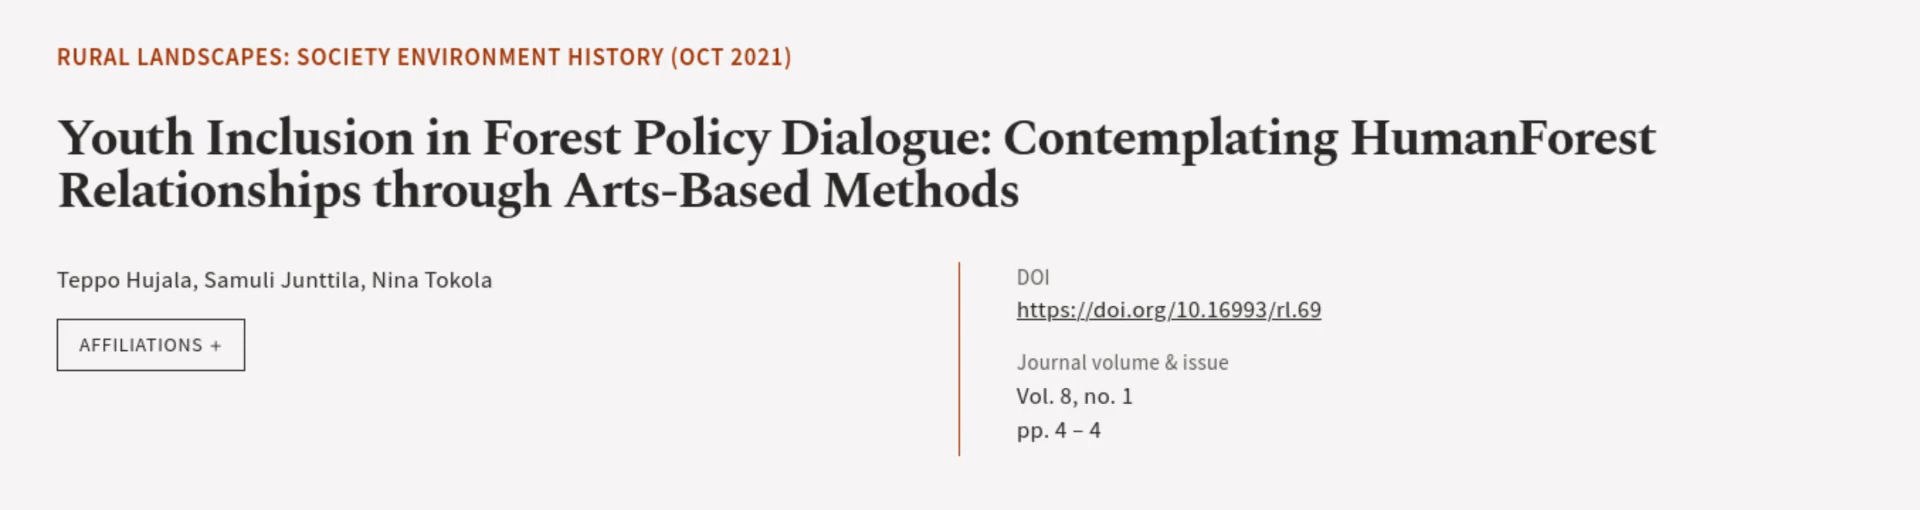 RURAL LANDSCAPES: SOCIETY ENVIRONMENT HISTORY (OCT 2021)
Youth Inclusion in Forest Policy Dialogue: Contemplating HumanForest
Relationships through Arts-Based Methods
Teppo Hujala, Samuli Junttila, Nina Tokola
AFFILIATIONS +
DOI
https://doi.org/10.16993/rl.69
Journal volume & issue
Vol. 8, no. 1
pp. 4 – 4